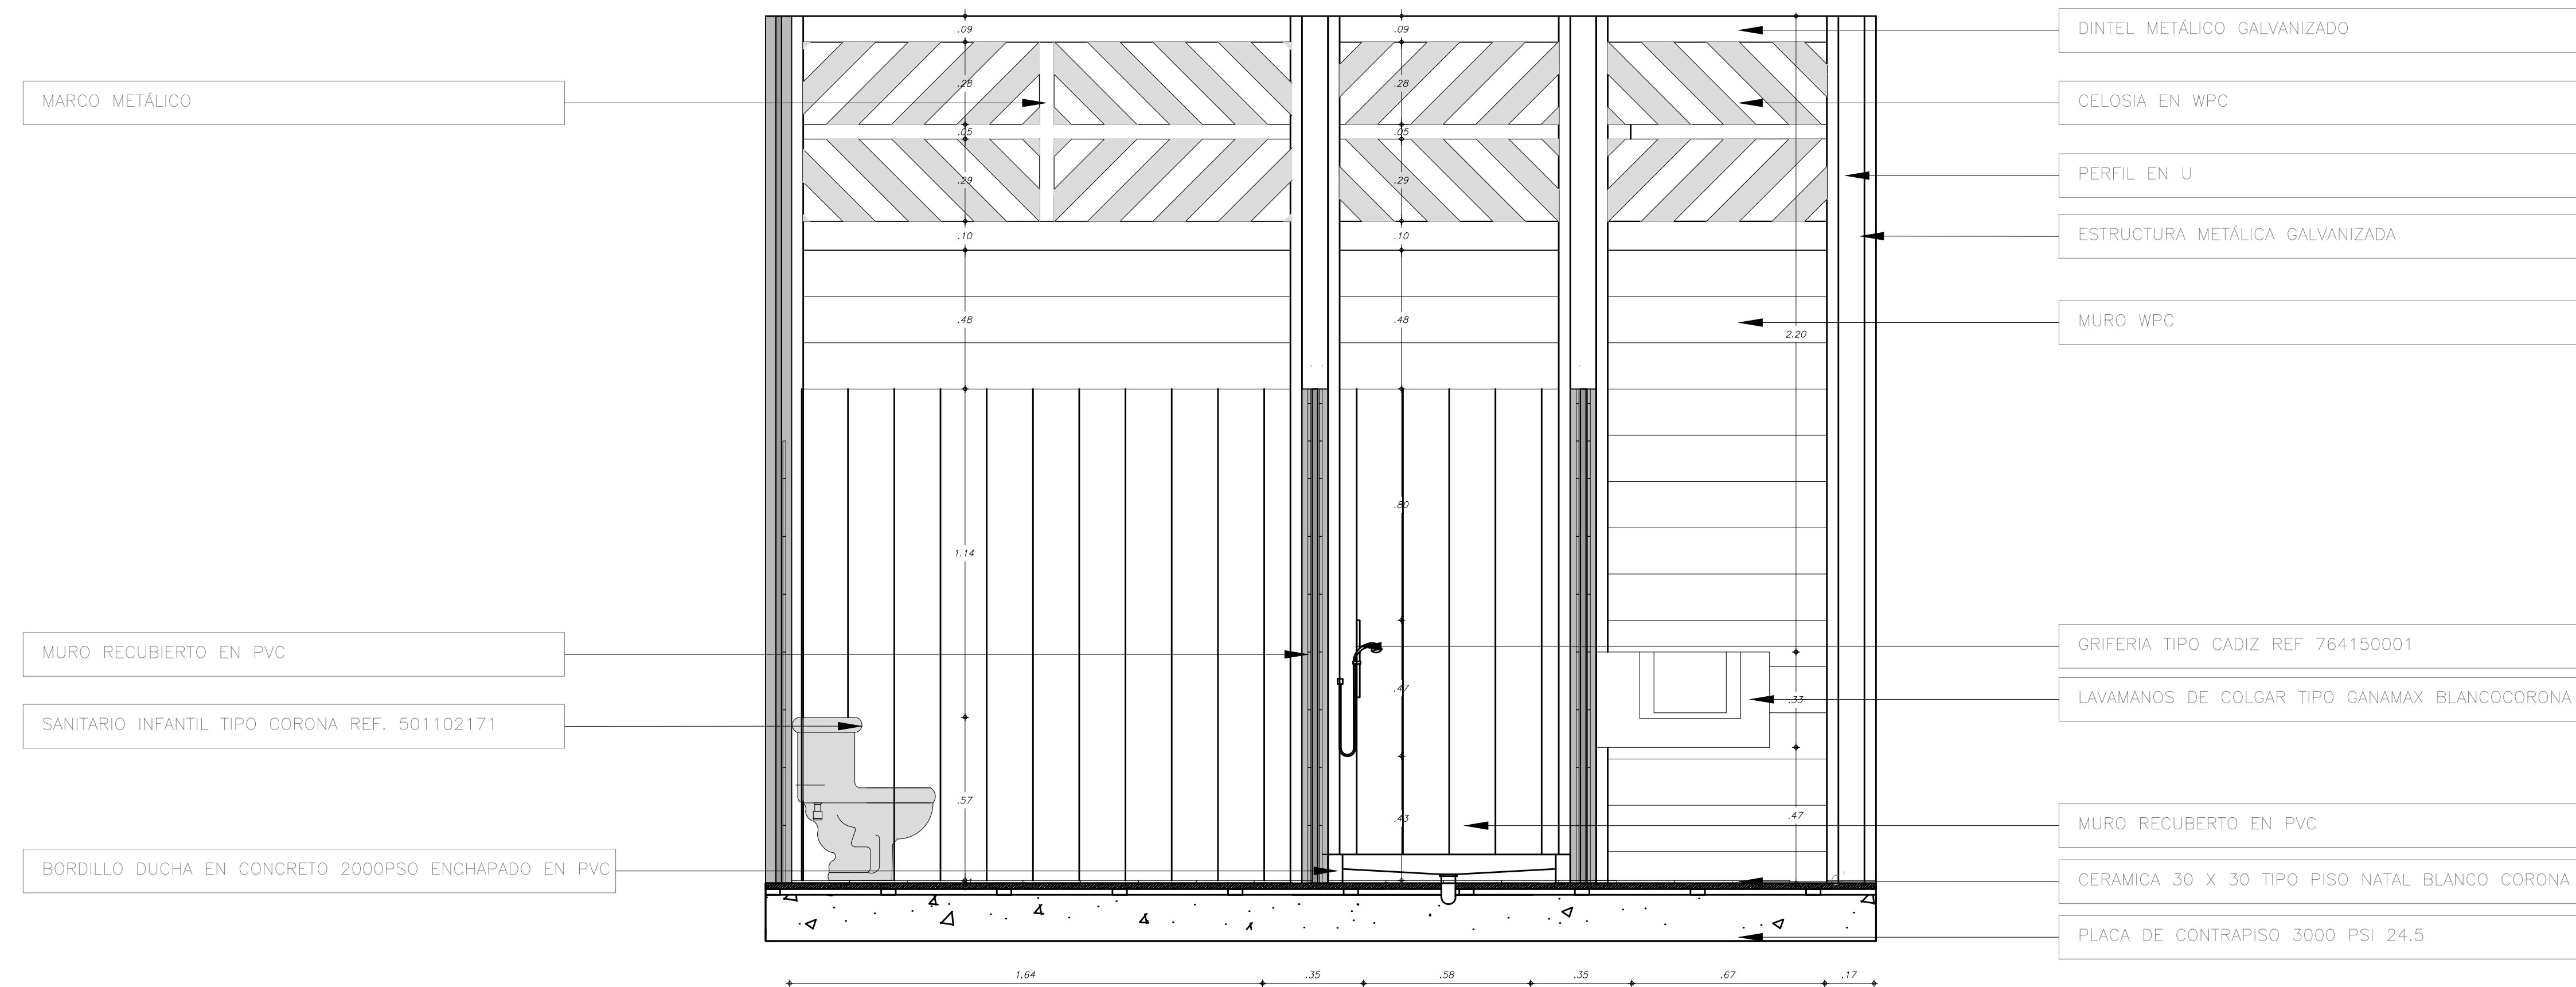 MARCO METÁLICO
MURO RECUBIERTO EN PVC
SANITARIO INFANTIL TIPO CORONA REF. 501102171
BORDILLO DUCHA EN CONCRETO 2000PSO ENCHAPADO EN PVC
.09
.28
.05
.29
.10
.48
1.14
.57
.09
.28
.05
.29
.10
.48
.80
.47
.43
2.20
.33
.47
DINTEL METÁLICO GALVANIZADO
CELOSIA EN WPC
PERFIL EN U
ESTRUCTURA METÁLICA GALVANIZADA
MURO WPC
GRIFERIA TIPO CADIZ REF 764150001
LAVAMANOS DE COLGAR TIPO GANAMAX BLANCOCORONA
MURO RECUBERTO EN PVC
CERAMICA 30 X 30 TIPO PISO NATAL BLANCO CORONA
PLACA DE CONTRAPISO 3000 PSI 24.5
1.64 .35 .58 .35 .67 .17